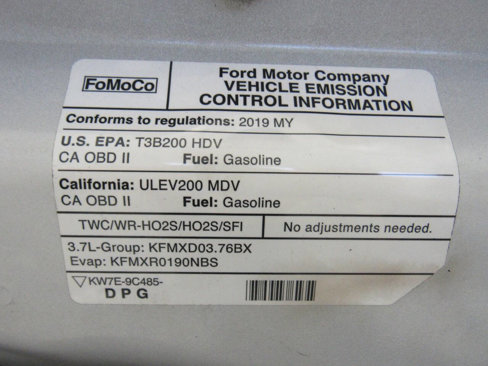 FoMoCo
Ford Motor Company
VEHICLE EMISSION
CONTROL INFORMATION
Conforms to regulations: 2019 MY
U.S. EPA: T3B200 HDV
CA OBD II Fuel: Gasoline
California: ULEV200 MDV
CA OBD II Fuel: Gasoline
TWC/WR-HO2S/HO2S/SFI No adjustments needed.
3.7L-Group: KFMXD03.76BX
Evap: KFMXR0190NBS
KW7E-9C485-
DPG